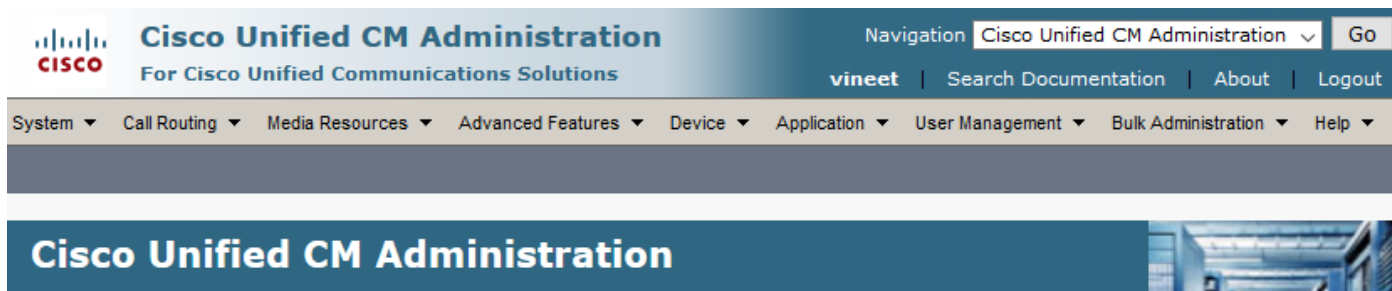 Cisco Unified CM Administration
Navigation Cisco Unified CM Administration Go
CISCO
For Cisco Unified Communications Solutions
vineet | Search Documentation | About | Logout
System Call Routing Media Resources Advanced Features Device Application User Management Bulk Administration Help
Cisco Unified CM Administration